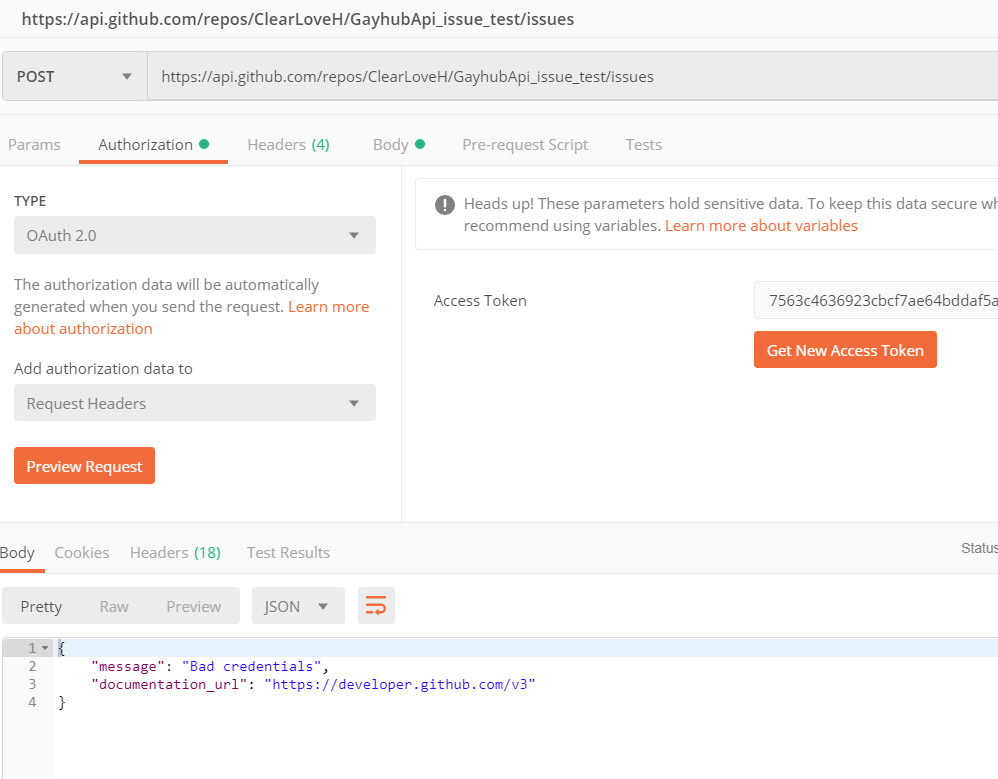 https://api.github.com/repos/ClearLoveH/GayhubApi_issue_test/issues
POST
https://api.github.com/repos/ClearLoveH/GayhubApi_issue_test/issues
Params
Authorization
Headers (4)
Body
Pre-request Script
Tests
TYPE
OAuth 2.0
The authorization data will be automatically
generated when you send the request. Learn more
about authorization
Add authorization data to
Request Headers
Preview Request
Heads up! These parameters hold sensitive data. To keep this data secure wh
recommend using variables. Learn more about variables
Access Token
7563c4636923cbcf7ae64bddaf5a
Get New Access Token
Body
Cookies
Headers (18)
Test Results
Status
Pretty
Raw
Preview
JSON
1 {
2 "message": "Bad credentials",
3 "documentation_url": "https://developer.github.com/v3"
4 }